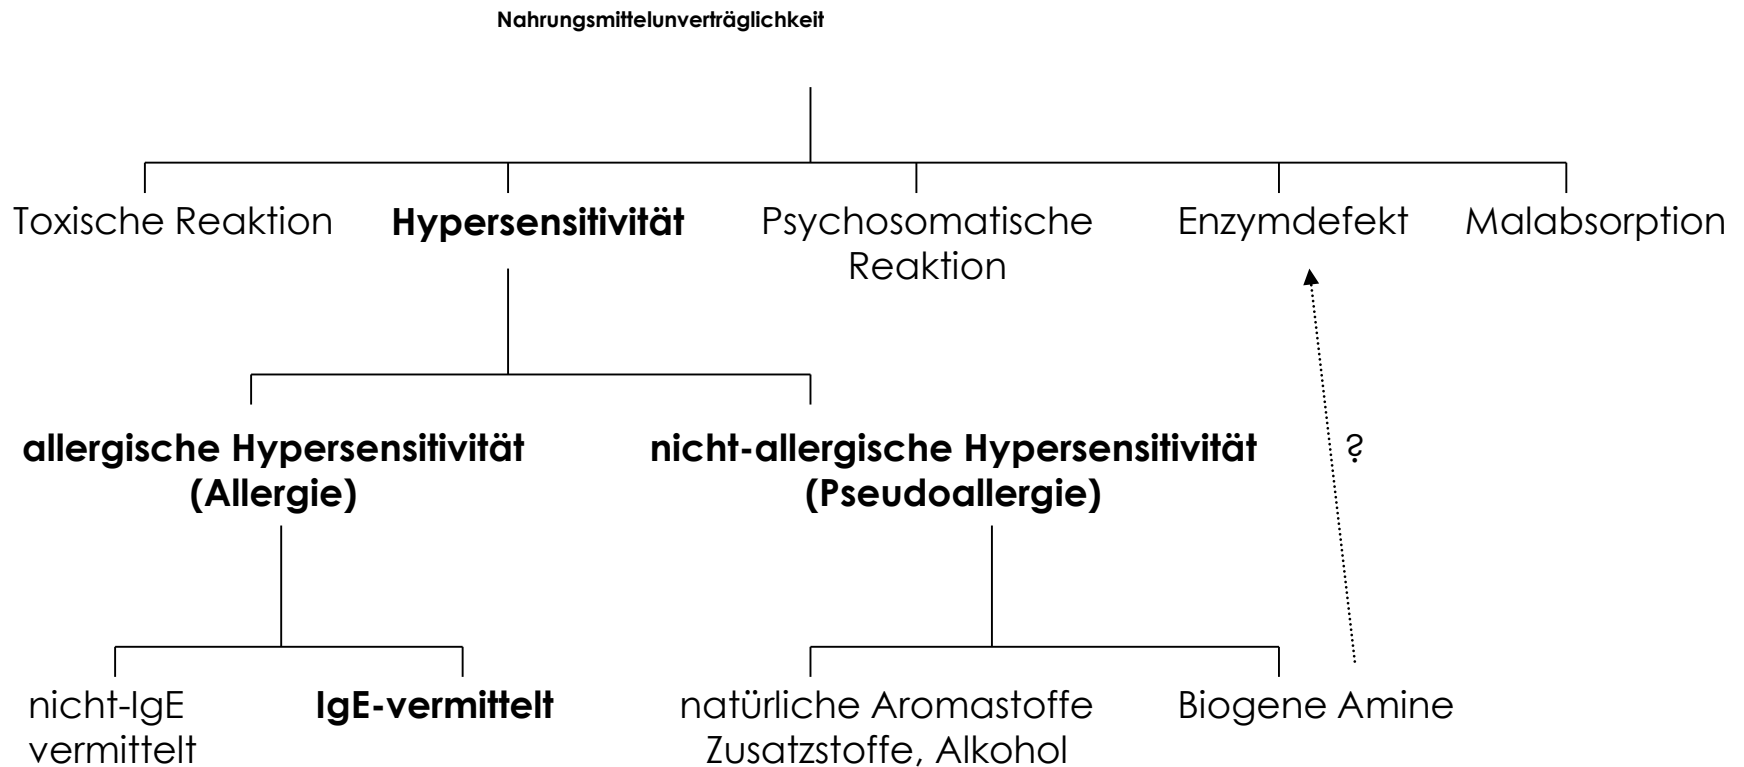 Nahrungsmittelunverträglichkeit
Toxische Reaktion
Hypersensitivität
Psychosomatische
Reaktion
Enzymdefekt
Malabsorption
allergische Hypersensitivität
(Allergie)
nicht-allergische Hypersensitivität
(Pseudoallergie)
?
nicht-IgE
vermittelt
IgE-vermittelt
natürliche Aromastoffe
Zusatzstoffe, Alkohol
Biogene Amine